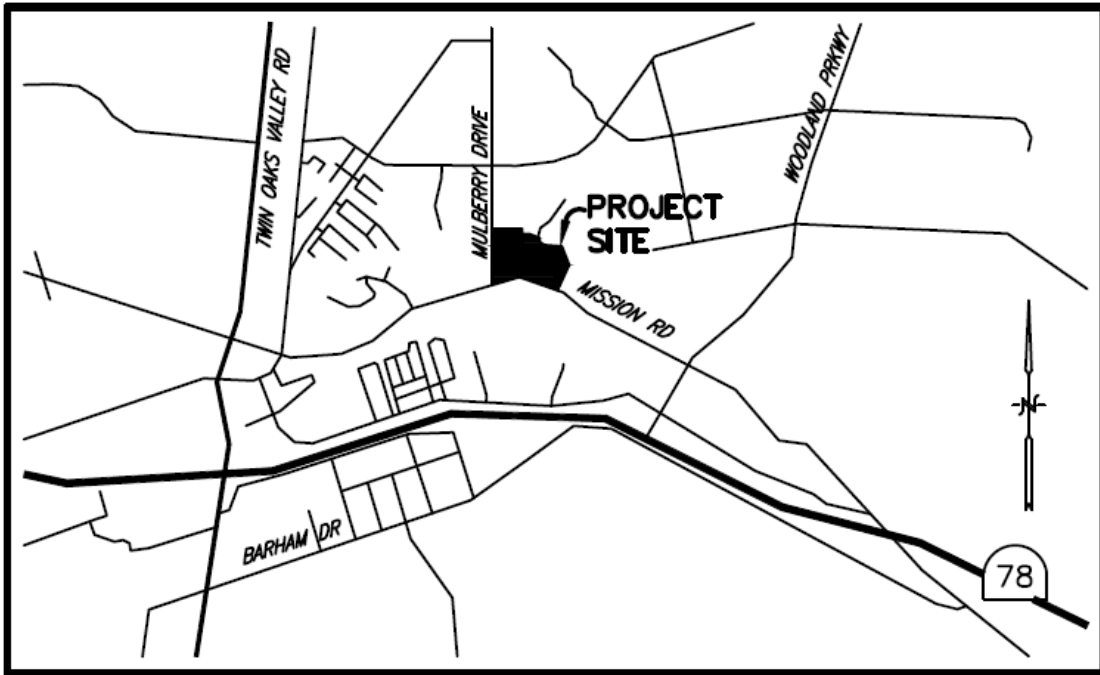 TWIN OAKS VALLEY RD
MULBERRY DRIVE
WOODLAND PRKWY
PROJECT
SITE
MISSION RD
-N-
BARHAM DR
78